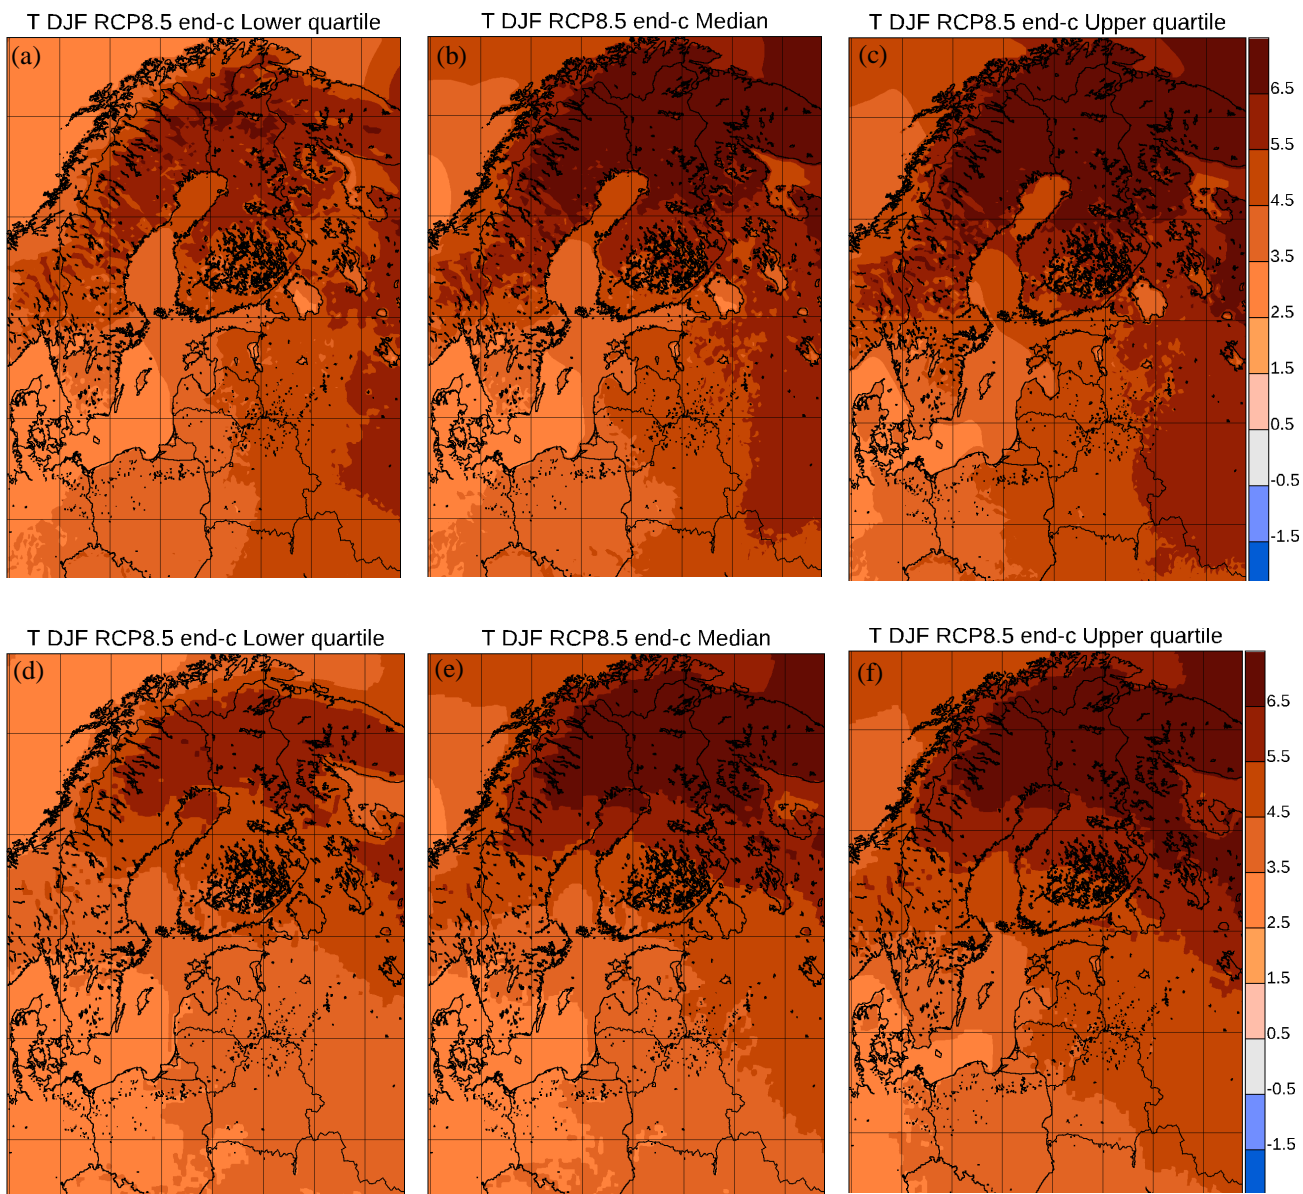 T DJF RCP8.5 end-c Lower quartile
T DJF RCP8.5 end-c Median
T DJF RCP8.5 end-c Upper quartile
(a)
(b)
(c)
6.5
5.5
4.5
3.5
2.5
1.5
0.5
-0.5
-1.5
T DJF RCP8.5 end-c Lower quartile
T DJF RCP8.5 end-c Median
T DJF RCP8.5 end-c Upper quartile
(d)
(e)
(f)
6.5
5.5
4.5
3.5
2.5
1.5
0.5
-0.5
-1.5